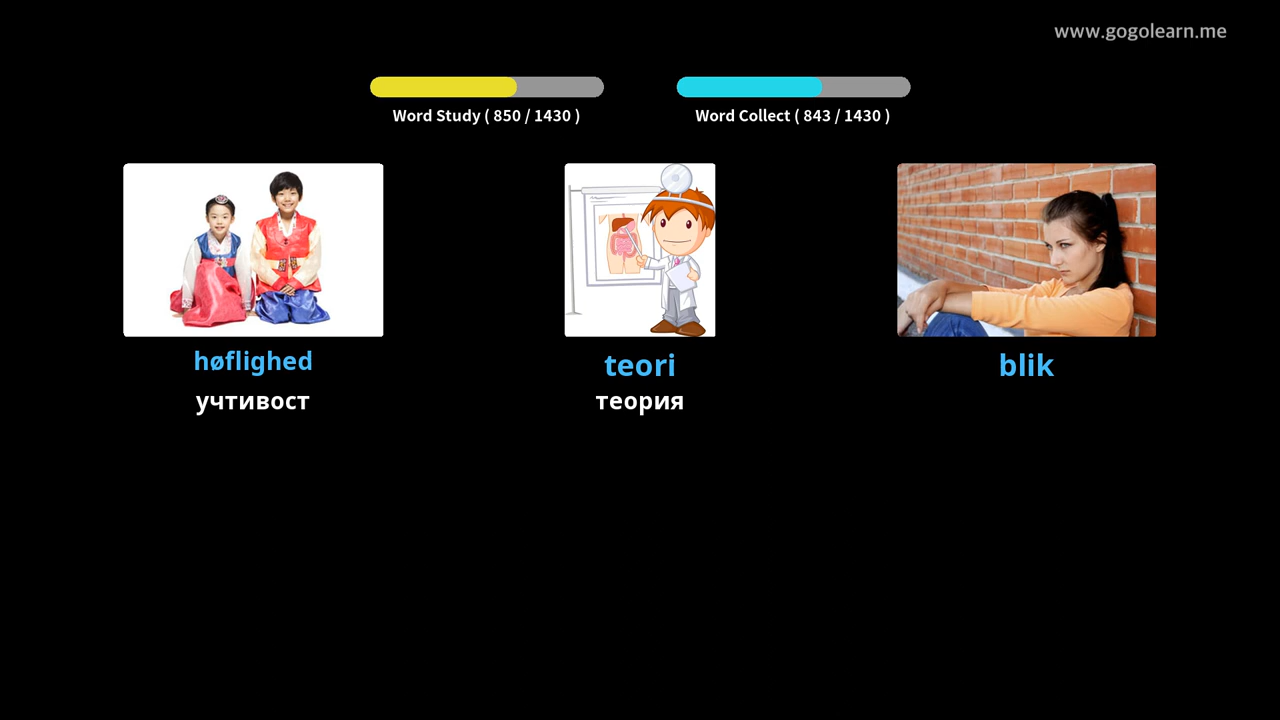 www.gogolearn.me
Word Study ( 850 / 1430 )
Word Collect ( 843 / 1430 )
høflighed
teori
blik
учтивост
теория